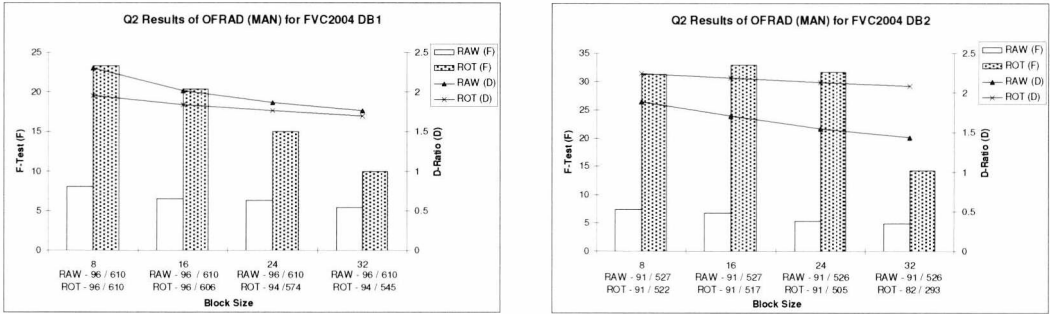 Q2 Results of OFRAD (MAN) for FVC2004 DB1
25
20
15
10
5
0
F-Test (F)
2.5
2
1.5
1
0.5
0
D-Ratio (D)
RAW (F)
ROT (F)
RAW (D)
ROT (D)
8 16 24 32
RAW - 96 / 610 RAW - 96 / 610 RAW - 96 / 610 RAW - 96 / 610
ROT - 96 / 610 ROT - 96 / 606 ROT - 94 / 574 ROT - 94 / 545
Block Size
Q2 Results of OFRAD (MAN) for FVC2004 DB2
35
30
25
20
15
10
5
0
F-Test (F)
2.5
2
1.5
1
0.5
0
D-Ratio (D)
RAW (F)
ROT (F)
RAW (D)
ROT (D)
8 16 24 32
RAW - 91 / 527 RAW - 91 / 527 RAW - 91 / 526 RAW - 91 / 526
ROT - 91 / 522 ROT - 91 / 517 ROT - 91 / 505 ROT - 82 / 293
Block Size